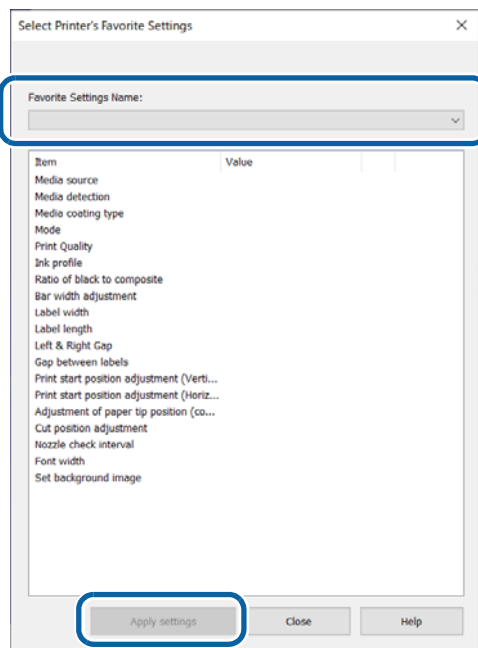 Select Printer's Favorite Settings
Favorite Settings Name:
Item Value
Media source
Media detection
Media coating type
Mode
Print Quality
Ink profile
Ratio of black to composite
Bar width adjustment
Label width
Label length
Left & Right Gap
Gap between labels
Print start position adjustment (Verti...
Print start position adjustment (Horiz...
Adjustment of paper tip position (co...
Cut position adjustment
Nozzle check interval
Font width
Set background image
Apply settings Close Help